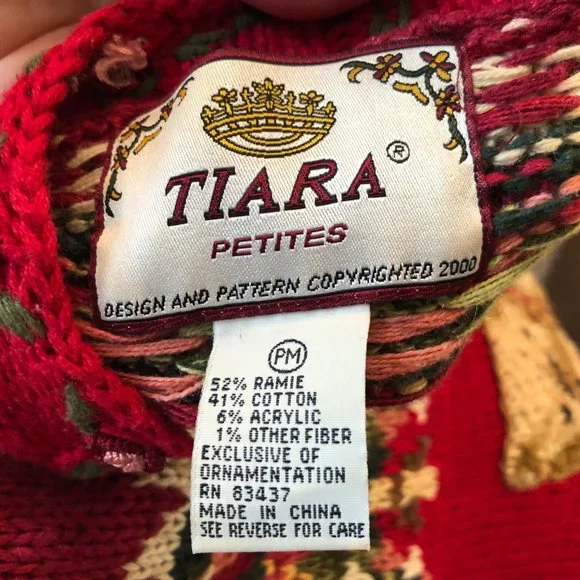 TIARA®
PETITES
DESIGN AND PATTERN COPYRIGHTED 2000
PM
52% RAMIE
41% COTTON
6% ACRYLIC
1% OTHER FIBER
EXCLUSIVE OF
ORNAMENTATION
RN 83437
MADE IN CHINA
SEE REVERSE FOR CARE